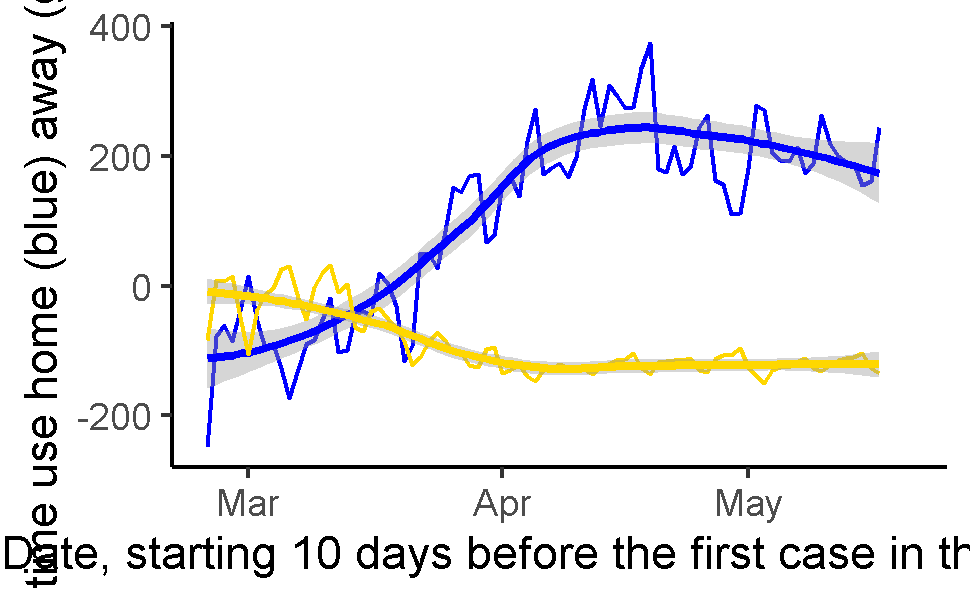 400
200
0
-200
time use home (blue) away (
Mar Apr May
Date, starting 10 days before the first case in th